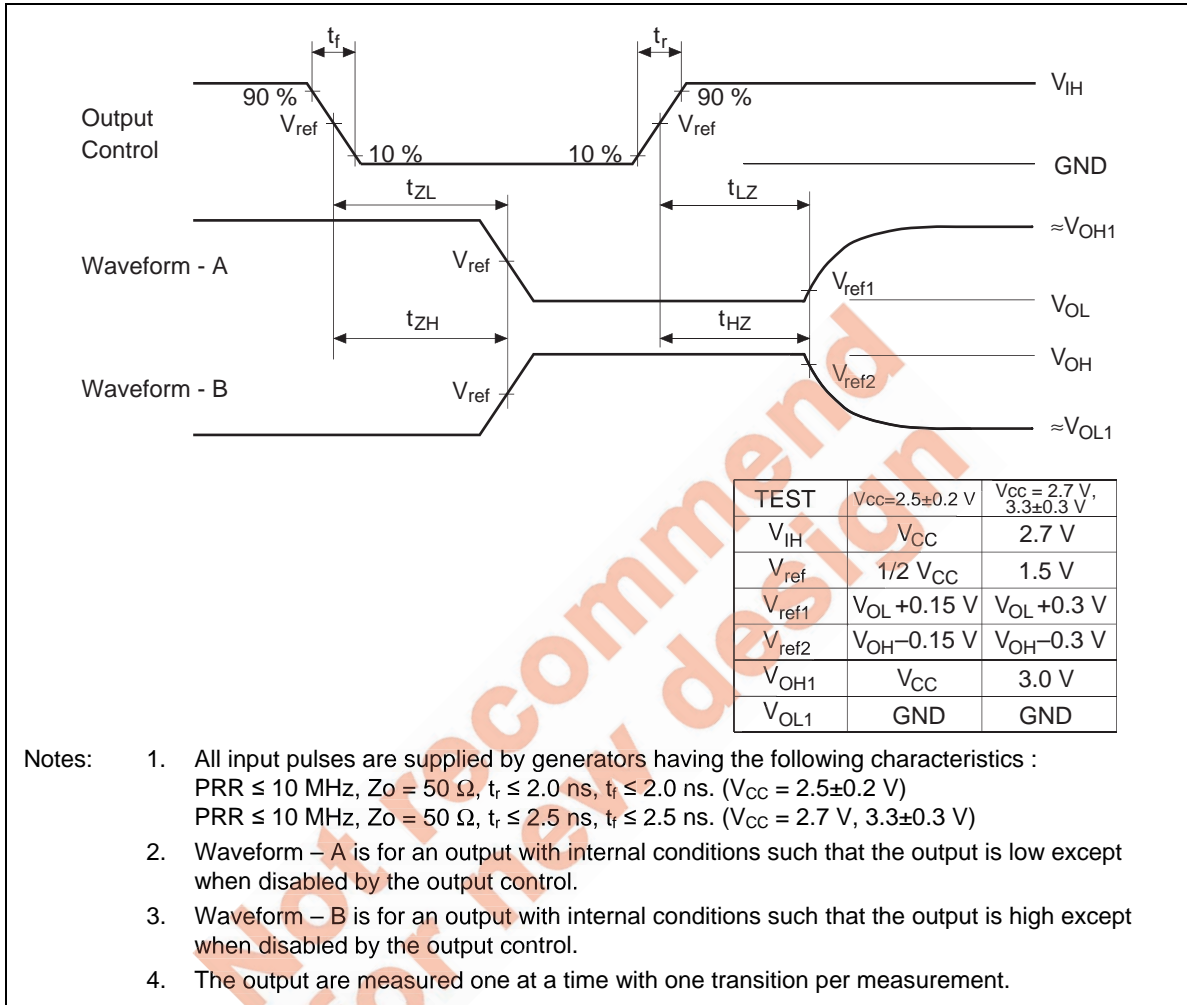 tf
tr
90 %
90 %
VIH
Output
Control
Vref
Vref
10 %
10 %
GND
tZL
tLZ
≈VOH1
Waveform - A
Vref
Vref1
VOL
tZH
tHZ
VOH
Waveform - B
Vref
Vref2
≈VOL1
TEST Vcc=2.5±0.2 V Vcc = 2.7 V, 3.3±0.3 V
VIH VCC 2.7 V
Vref 1/2 VCC 1.5 V
Vref1 VOL +0.15 V VOL +0.3 V
Vref2 VOH–0.15 V VOH–0.3 V
VOH1 VCC 3.0 V
VOL1 GND GND
Notes: 1. All input pulses are supplied by generators having the following characteristics :
PRR ≤ 10 MHz, Zo = 50 Ω, tr ≤ 2.0 ns, tf ≤ 2.0 ns. (VCC = 2.5±0.2 V)
PRR ≤ 10 MHz, Zo = 50 Ω, tr ≤ 2.5 ns, tf ≤ 2.5 ns. (VCC = 2.7 V, 3.3±0.3 V)
2. Waveform – A is for an output with internal conditions such that the output is low except
when disabled by the output control.
3. Waveform – B is for an output with internal conditions such that the output is high except
when disabled by the output control.
4. The output are measured one at a time with one transition per measurement.
Not recommend
for new design